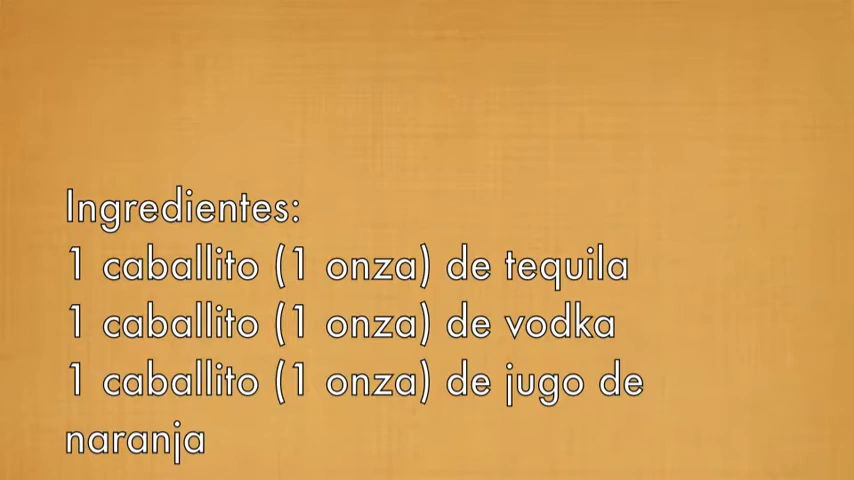 Ingredientes:
1 caballito (1 onza) de tequila
1 caballito (1 onza) de vodka
1 caballito (1 onza) de jugo de
naranja